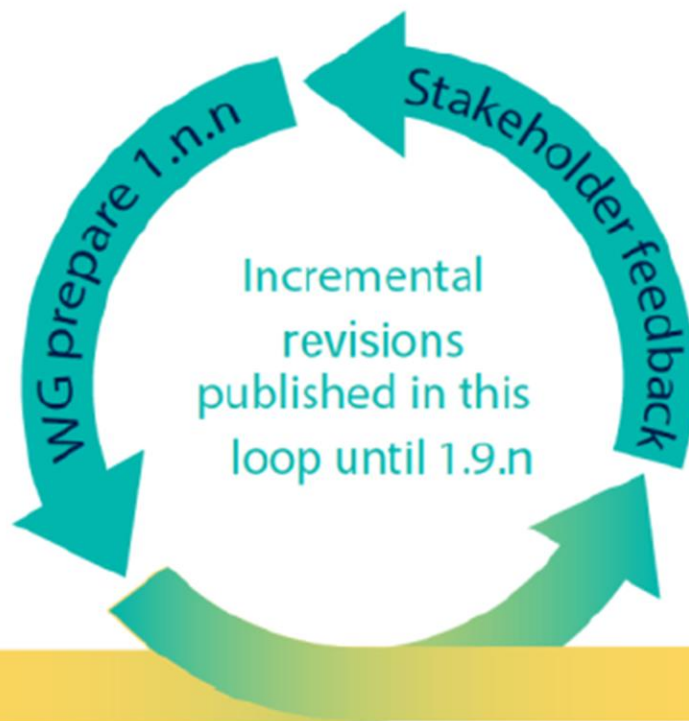 WG prepare 1.n.n
Stakeholder feedback
Incremental
revisions
published in this
loop until 1.9.n